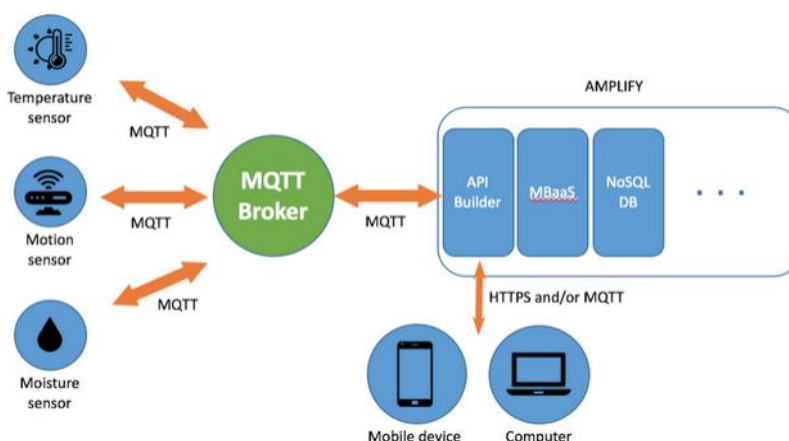 Temperature
sensor
MQTT
Motion
sensor
MQTT
Moisture
sensor
MQTT
MQTT
Broker
MQTT
AMPLIFY
API
Builder
MBaaS
NoSQL
DB
HTTPS and/or MQTT
Mobile device
Computer